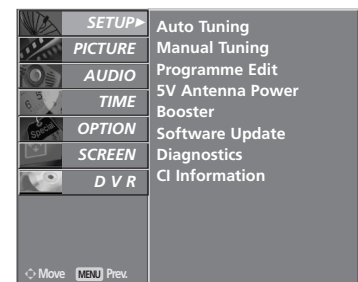 SETUP▶
PICTURE
AUDIO
TIME
OPTION
Special
SCREEN
D V R
Auto Tuning
Manual Tuning
Programme Edit
5V Antenna Power
Booster
Software Update
Diagnostics
CI Information
Move MENU Prev.